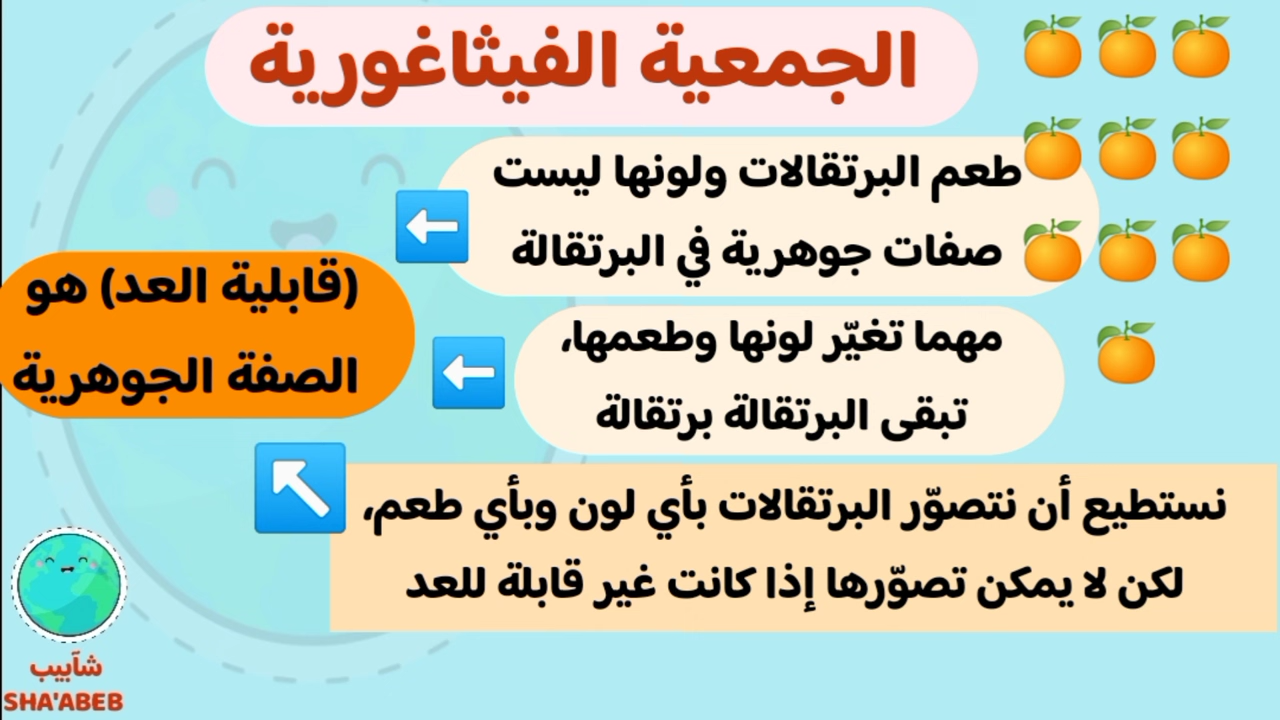 الجمعية الفيثاغورية
طعم البرتقالات ولونها ليست
صفات جوهرية في البرتقالة
مهما تغيّر لونها وطعمها،
تبقى البرتقالة برتقالة
(قابلية العد) هو
الصفة الجوهرية
نستطيع أن نتصوّر البرتقالات بأي لون وبأي طعم،
لكن لا يمكن تصوّرها إذا كانت غير قابلة للعد
شآبيب
SHA'ABEB